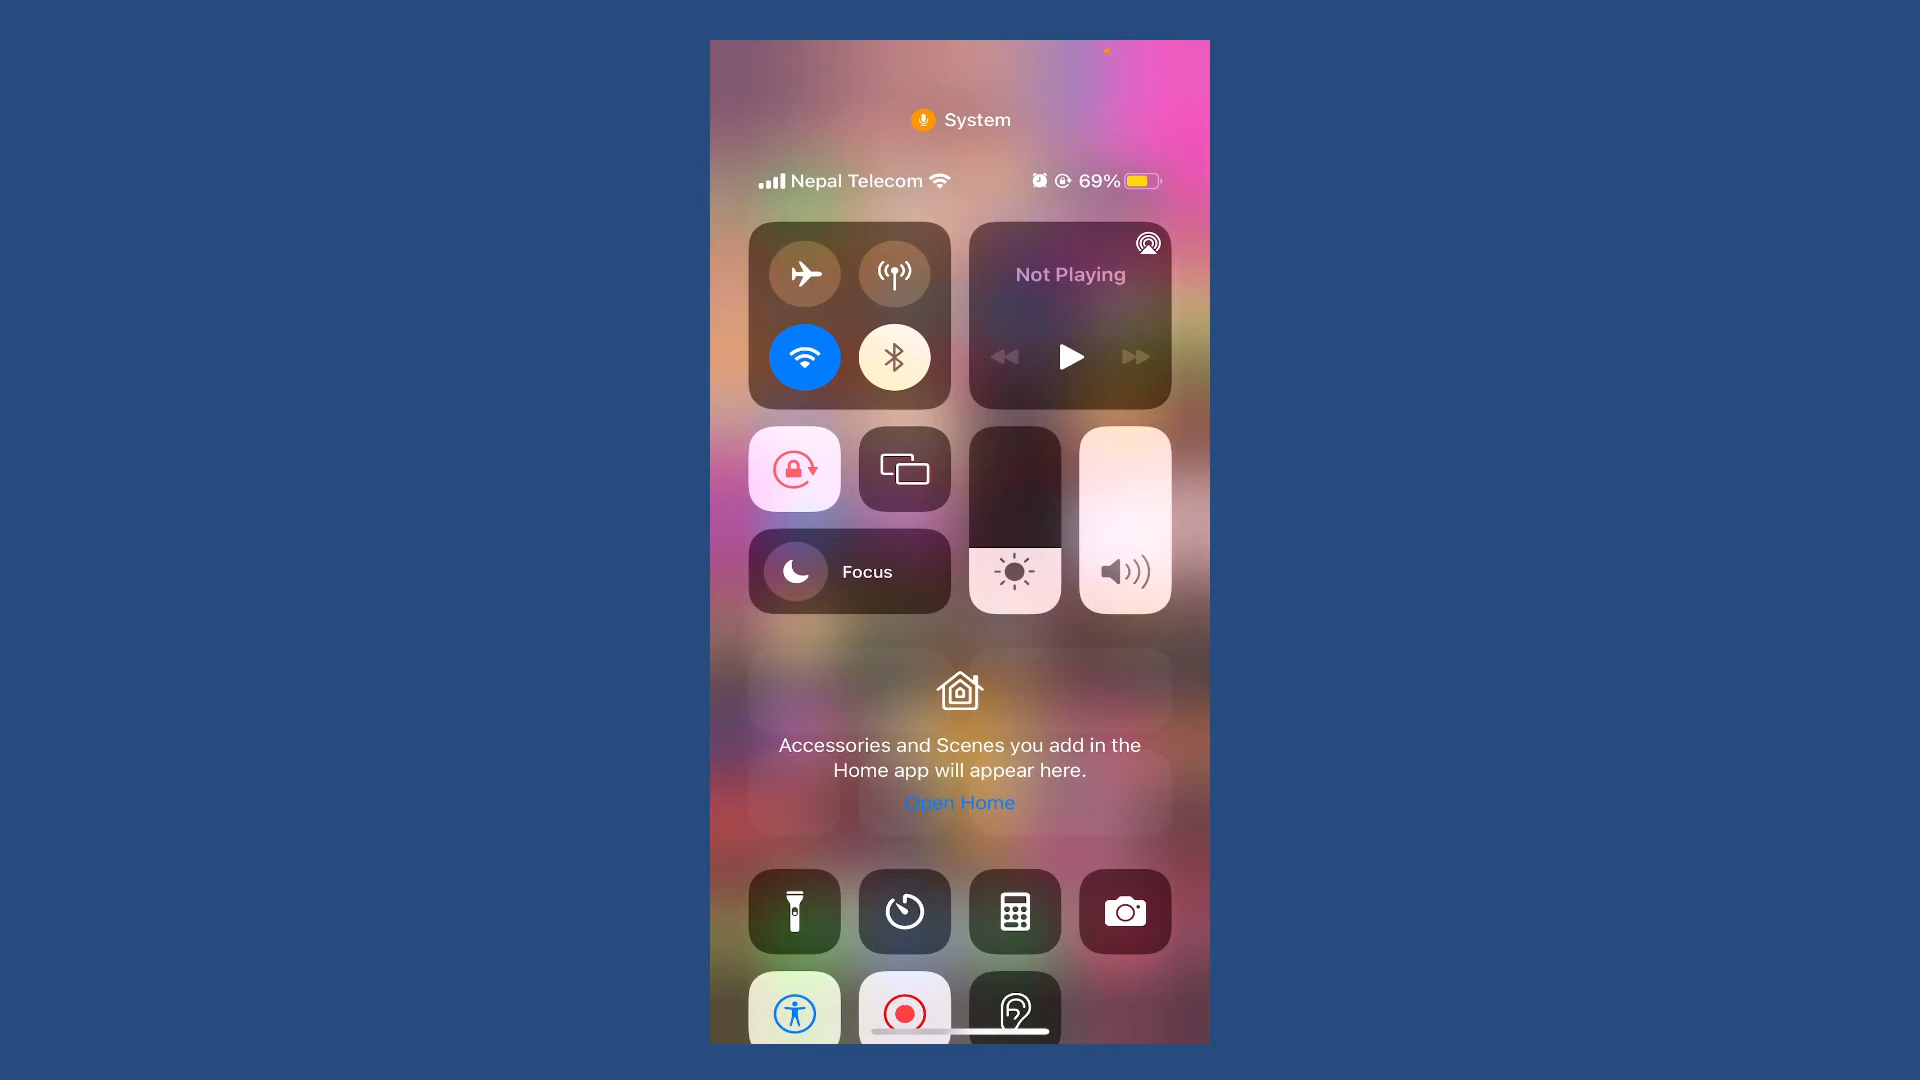 System
Nepal Telecom
69%
Not Playing
Focus
Accessories and Scenes you add in the
Home app will appear here.
Open Home